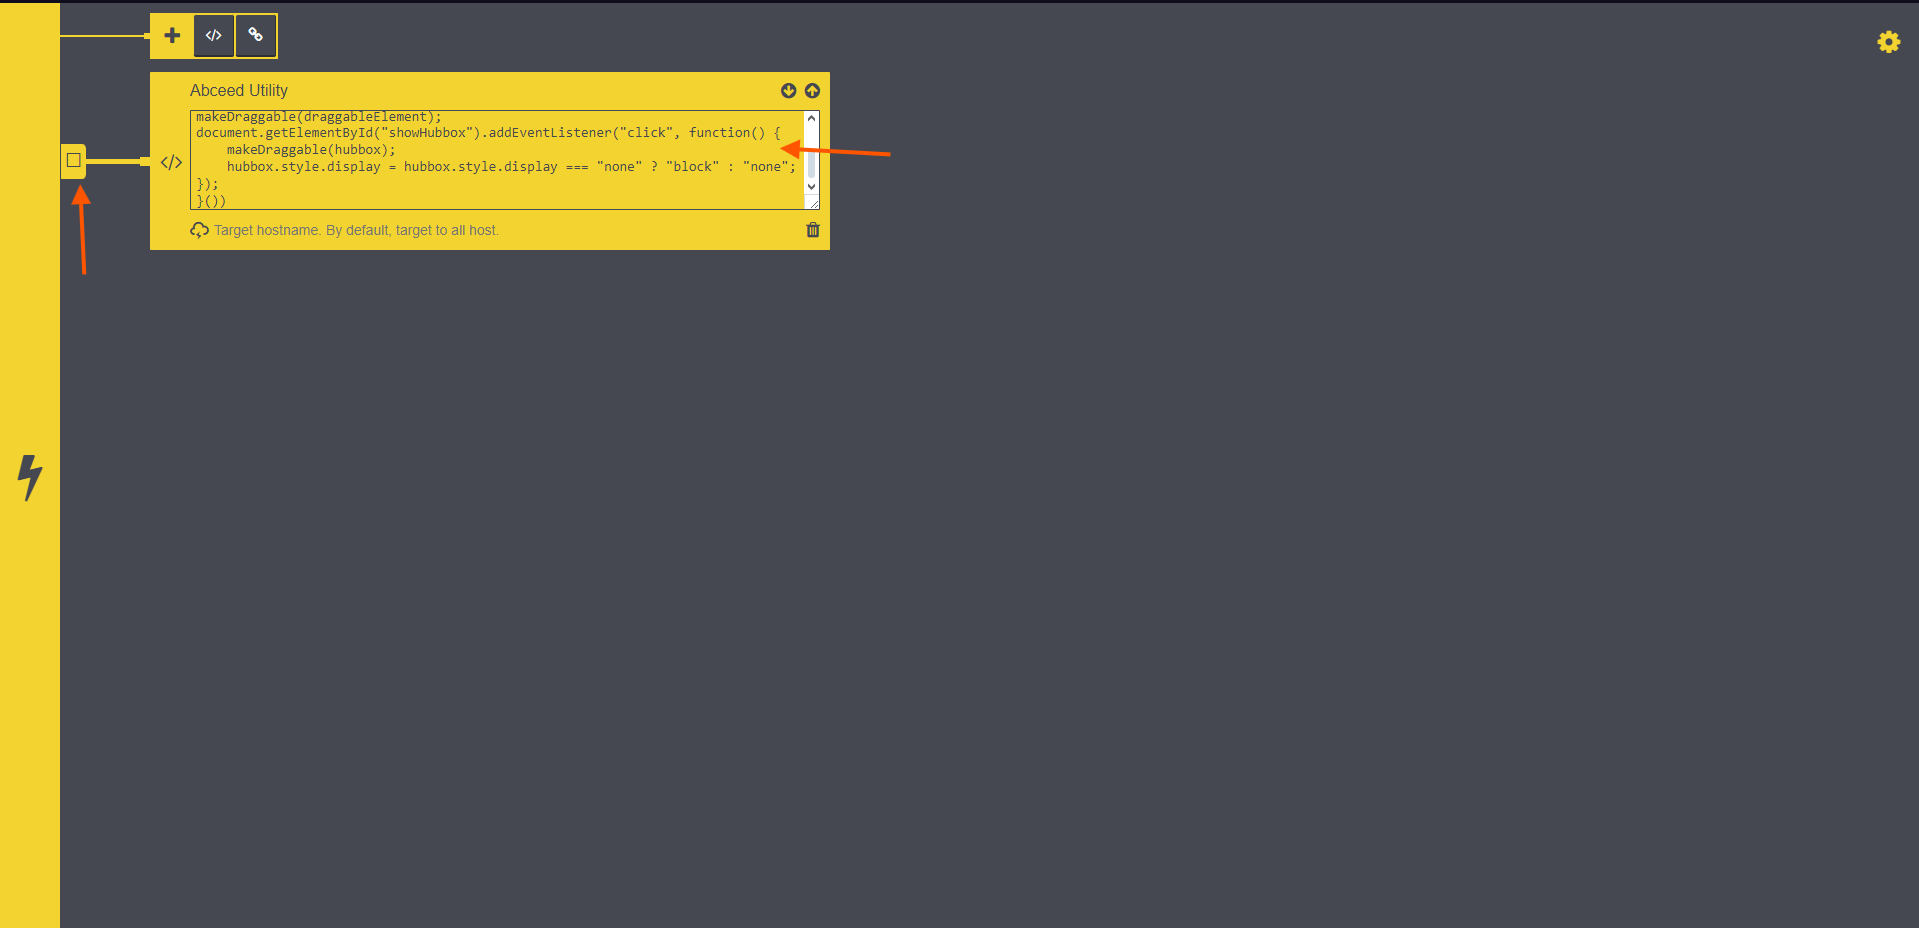 Abceed Utility
makeDraggable(draggableElement);
document.getElementById("showHubbox").addEventListener("click", function() {
    makeDraggable(hubbox);
    hubbox.style.display = hubbox.style.display === "none" ? "block" : "none";
});
}())
Target hostname. By default, target to all host.